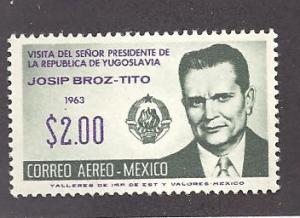 VISITA DEL SEÑOR PRESIDENTE DE
LA REPUBLICA DE YUGOSLAVIA
JOSIP BROZ-TITO
1963
$2.00
CORREO AEREO-MEXICO
TALLERES DE IMP. DE EST. Y VALORES-MEXICO